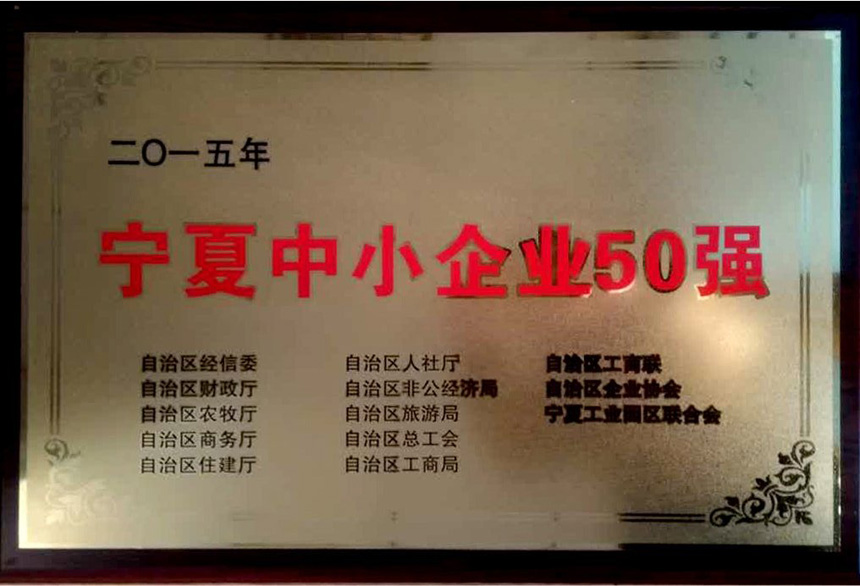 二〇一五年
宁夏中小企业50强
自治区经信委
自治区财政厅
自治区农牧厅
自治区商务厅
自治区住建厅
自治区人社厅
自治区非公经济局
自治区旅游局
自治区总工会
自治区工商局
自治区工商联
自治区企业协会
宁夏工业园区联合会